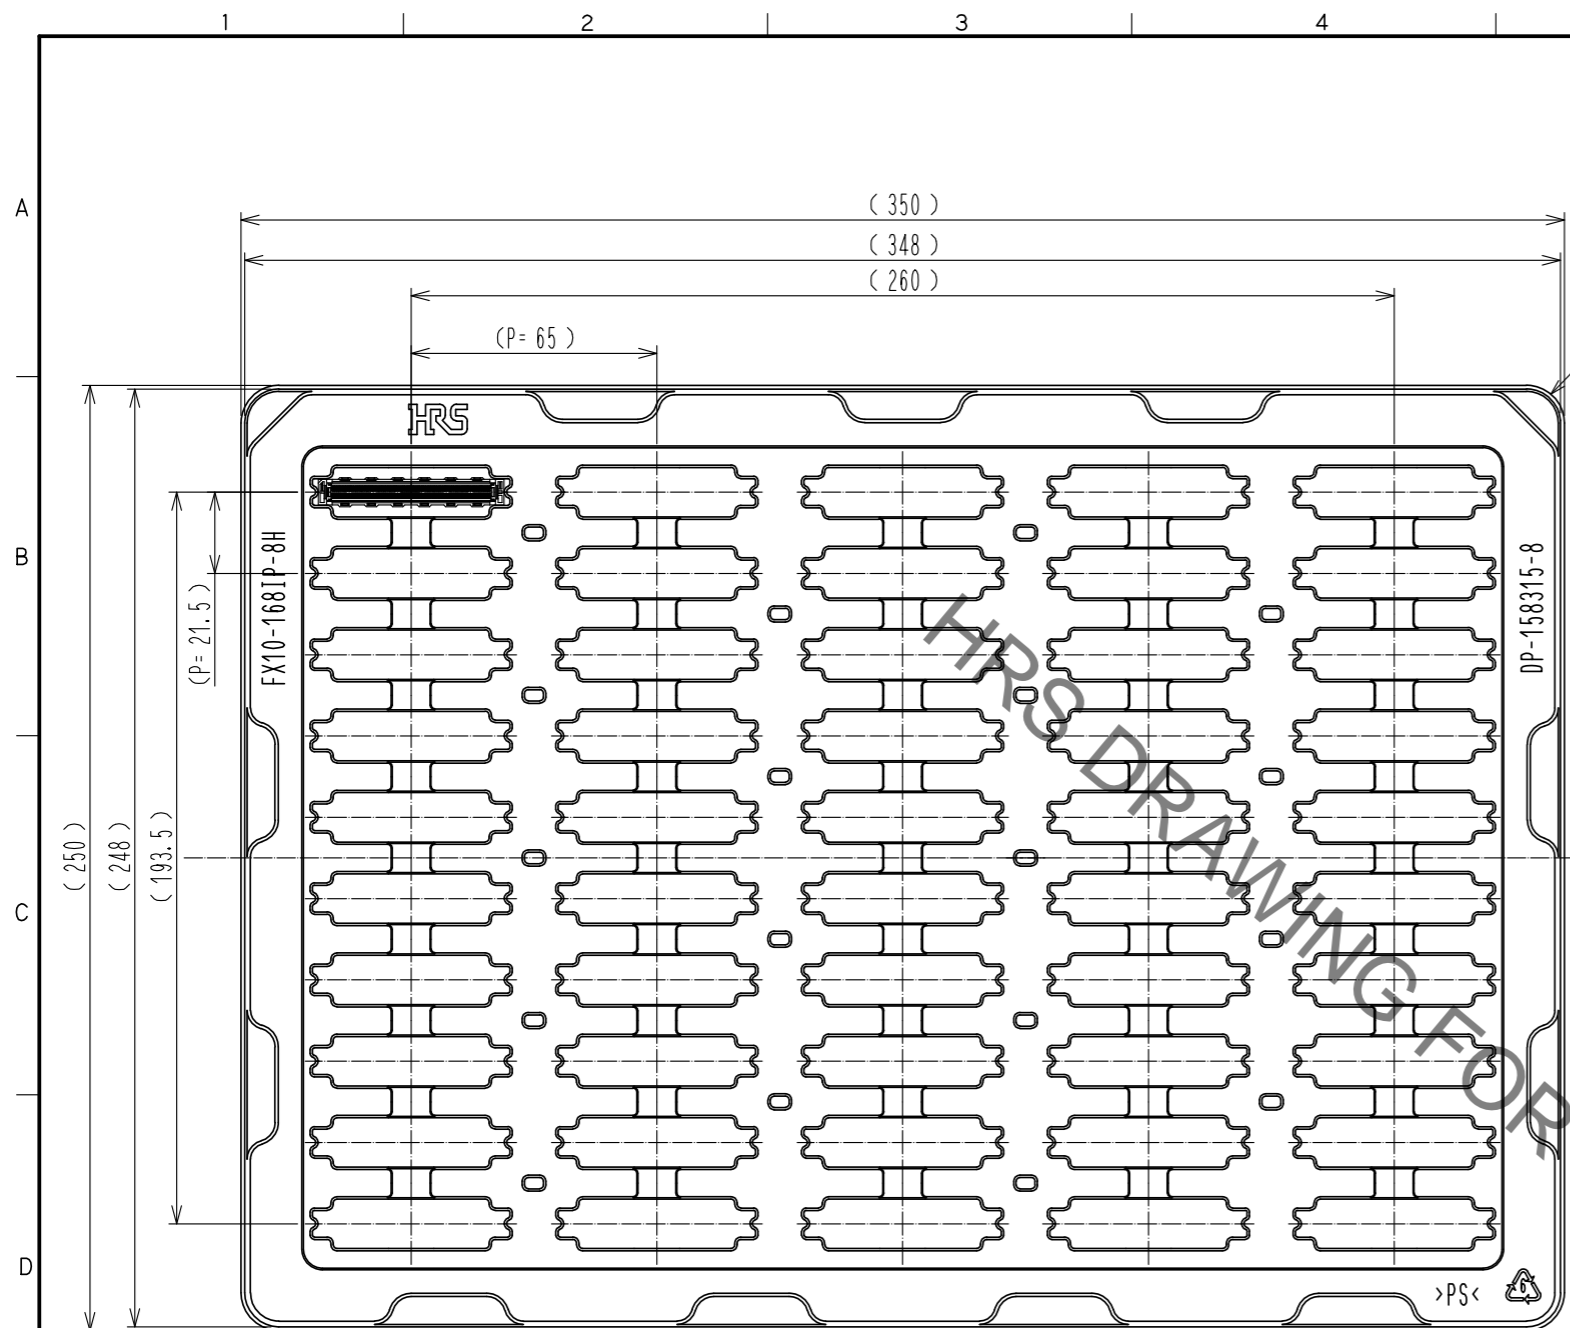 1 2 3 4
A
( 350 )
( 348 )
( 260 )
(P= 65 )
HRS
B
FX10-168IP-8H
DP-158315-8
(P= 21.5 )
( 193.5 )
( 248 )
( 250 )
C
HRS DRAWING FOR
D
>PS<
6